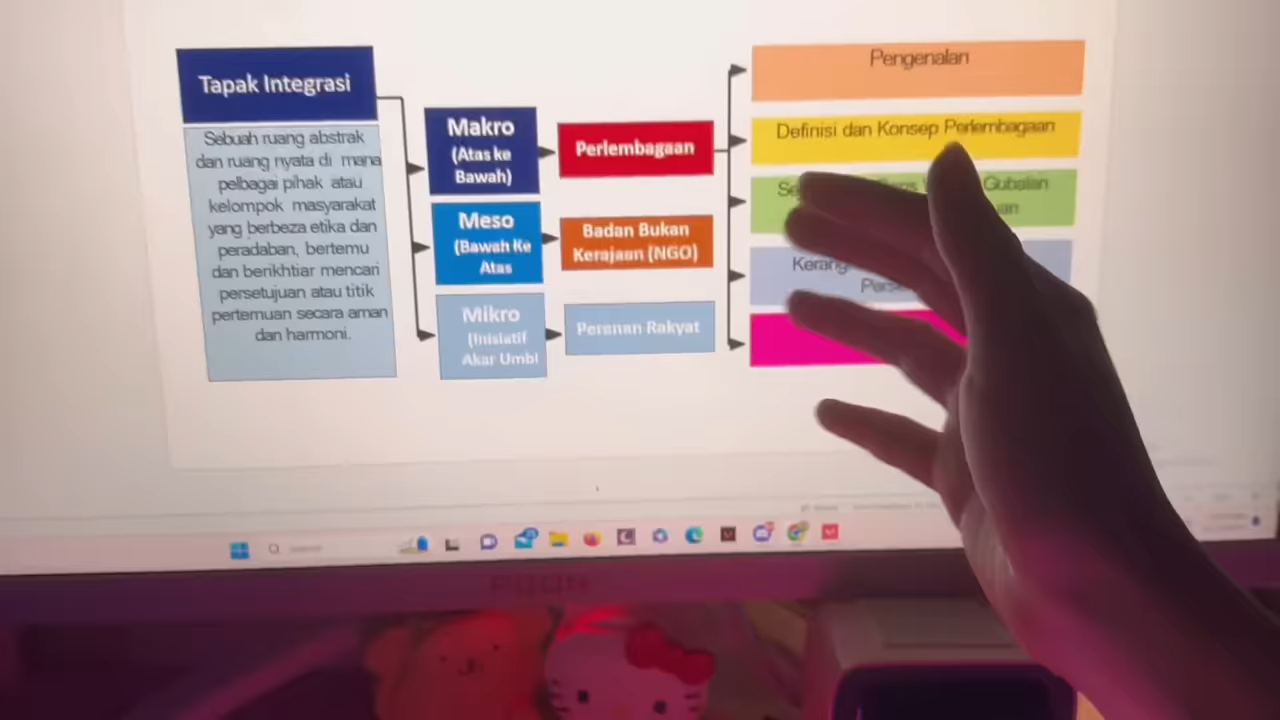 Tapak Integrasi
Sebuah ruang abstrak
dan ruang nyata di mana
pelbagai pihak atau
kelompok masyarakat
yang berbeza etika dan
peradaban, bertemu
dan berikhtiar mencari
persetujuan atau titik
pertemuan secara aman
dan harmoni.
Makro
(Atas ke
Bawah)
Meso
(Bawah Ke
Atas
Mikro
(Inisiatif
Akar Umbi
Perlembagaan
Badan Bukan
Kerajaan (NGO)
Peranan Rakyat
Pengenalan
Definisi dan Konsep Perlembagaan
Gubalan